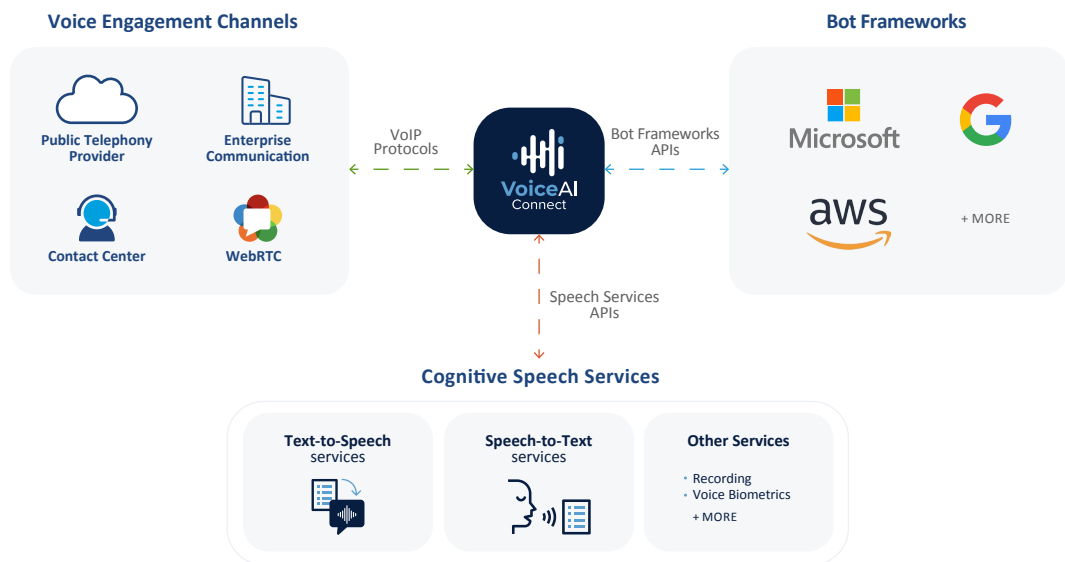 Voice Engagement Channels
Public Telephony
Provider
Enterprise
Communication
Contact Center
WebRTC
VoIP
Protocols
VoiceAI
Connect
Bot Frameworks
APIs
Bot Frameworks
Microsoft
G
aws
+ MORE
Speech Services
APIs
Cognitive Speech Services
Text-to-Speech
services
Speech-to-Text
services
Other Services
• Recording
• Voice Biometrics
+ MORE